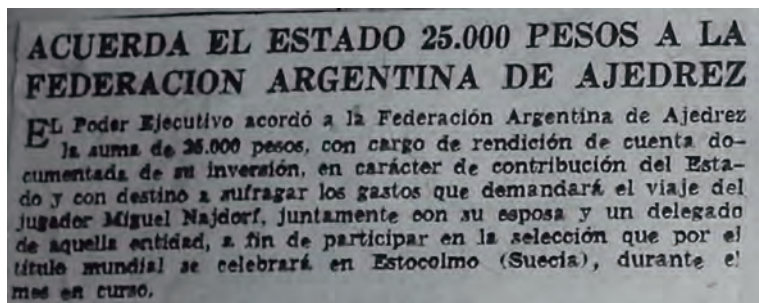 ACUERDA EL ESTADO 25.000 PESOS A LA
FEDERACION ARGENTINA DE AJEDREZ
EL Poder Ejecutivo acordó a la Federación Argentina de Ajedrez
la suma de 25.000 pesos, con cargo de rendición de cuenta do-
cumentada de su inversión, en carácter de contribución del Esta-
do y con destino a sufragar los gastos que demandará el viaje del
jugador Miguel Najdorf, juntamente con su esposa y un delegado
de aquella entidad, a fin de participar en la selección que por el
título mundial se celebrará en Estocolmo (Suecia), durante el
mes en curso.